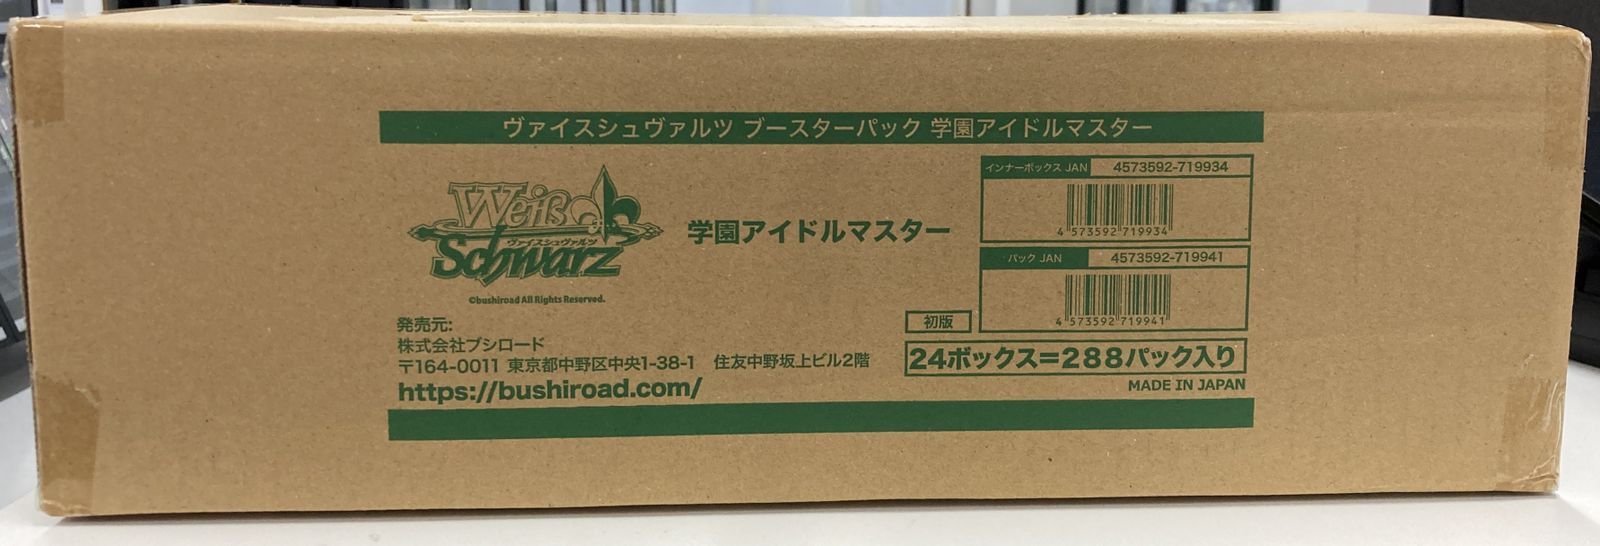 ヴァイスシュヴァルツ ブースターパック 学園アイドルマスター
Weiß
ヴァイスシュヴァルツ
Schwarz
©bushiroad All Rights Reserved.
学園アイドルマスター
インナーボックス JAN 4573592-719934
4 573592 719934
パック JAN 4573592-719941
4 573592 719941
発売元:
株式会社ブシロード
〒164-0011 東京都中野区中央1-38-1 住友中野坂上ビル2階
https://bushiroad.com/
初版
24ボックス=288パック入り
MADE IN JAPAN